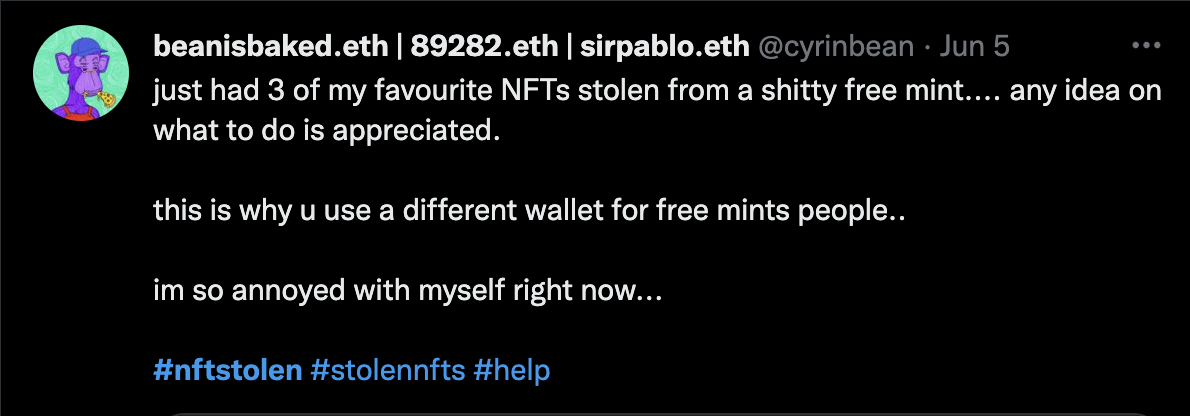 beanisbaked.eth | 89282.eth | sirpablo.eth @cyrinbean · Jun 5
just had 3 of my favourite NFTs stolen from a shitty free mint.... any idea on
what to do is appreciated.
this is why u use a different wallet for free mints people..
im so annoyed with myself right now...
#nftstolen #stolennfts #help